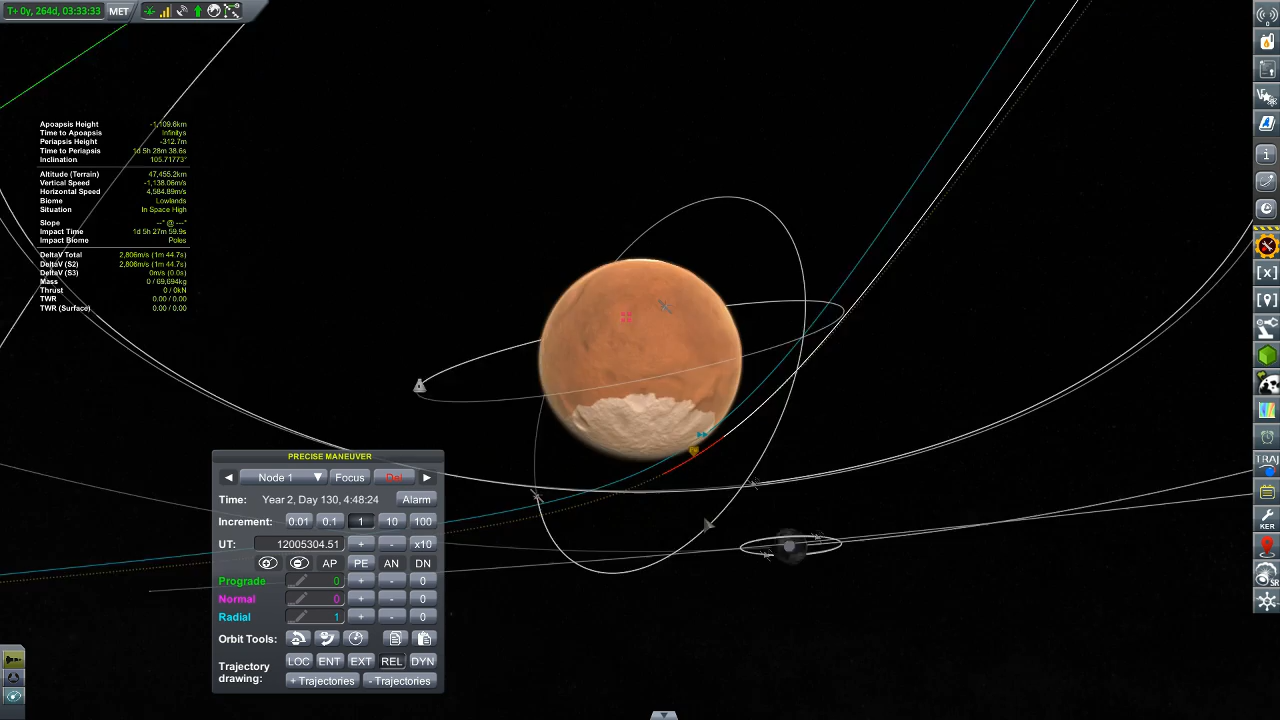 T+ 0y, 264d, 03:33:33 MET
Apoapsis Height -1,109.6km
Time to Apoapsis Infinitys
Periapsis Height -312.7m
Time to Periapsis 1d 5h 28m 38.6s
Inclination 105.71773°
Altitude (Terrain) 47,455.2km
Vertical Speed -1,138.06m/s
Horizontal Speed 4,584.89m/s
Biome Lowlands
Situation In Space High
Slope --° @ ---°
Impact Time 1d 5h 27m 59.9s
Impact Biome Poles
DeltaV Total 2,806m/s (1m 44.7s)
DeltaV (S2) 2,806m/s (1m 44.7s)
DeltaV (S3) 0m/s (0.0s)
Mass 0 / 69,694kg
Thrust 0 / 0kN
TWR 0.00 / 0.00
TWR (Surface) 0.00 / 0.00
PRECISE MANEUVER
Node 1 Focus Del
Time: Year 2, Day 130, 4:48:24 Alarm
Increment: 0.01 0.1 1 10 100
UT: 12005304.51 + - x10
AP PE AN DN
Prograde 0 + - 0
Normal 0 + - 0
Radial 1 + - 0
Orbit Tools:
Trajectory drawing: LOC ENT EXT REL DYN
+ Trajectories - Trajectories
0
A
i
[x]
TRAJ
KER
SR